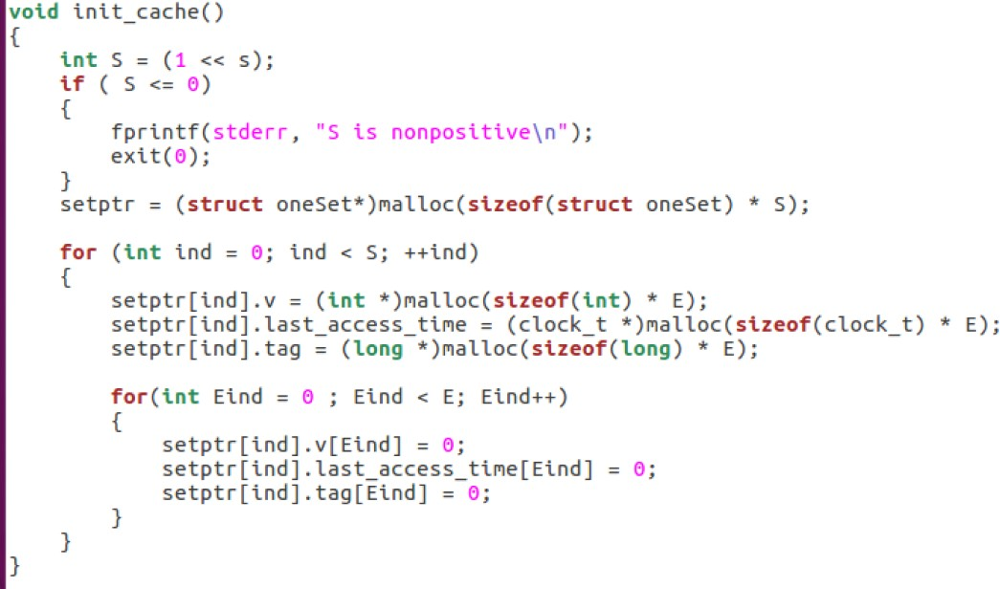 void init_cache()
{
    int S = (1 << s);
    if ( S <= 0)
    {
        fprintf(stderr, "S is nonpositive\n");
        exit(0);
    }
    setptr = (struct oneSet*)malloc(sizeof(struct oneSet) * S);

    for (int ind = 0; ind < S; ++ind)
    {
        setptr[ind].v = (int *)malloc(sizeof(int) * E);
        setptr[ind].last_access_time = (clock_t *)malloc(sizeof(clock_t) * E);
        setptr[ind].tag = (long *)malloc(sizeof(long) * E);

        for(int Eind = 0 ; Eind < E; Eind++)
        {
            setptr[ind].v[Eind] = 0;
            setptr[ind].last_access_time[Eind] = 0;
            setptr[ind].tag[Eind] = 0;
        }
    }
}